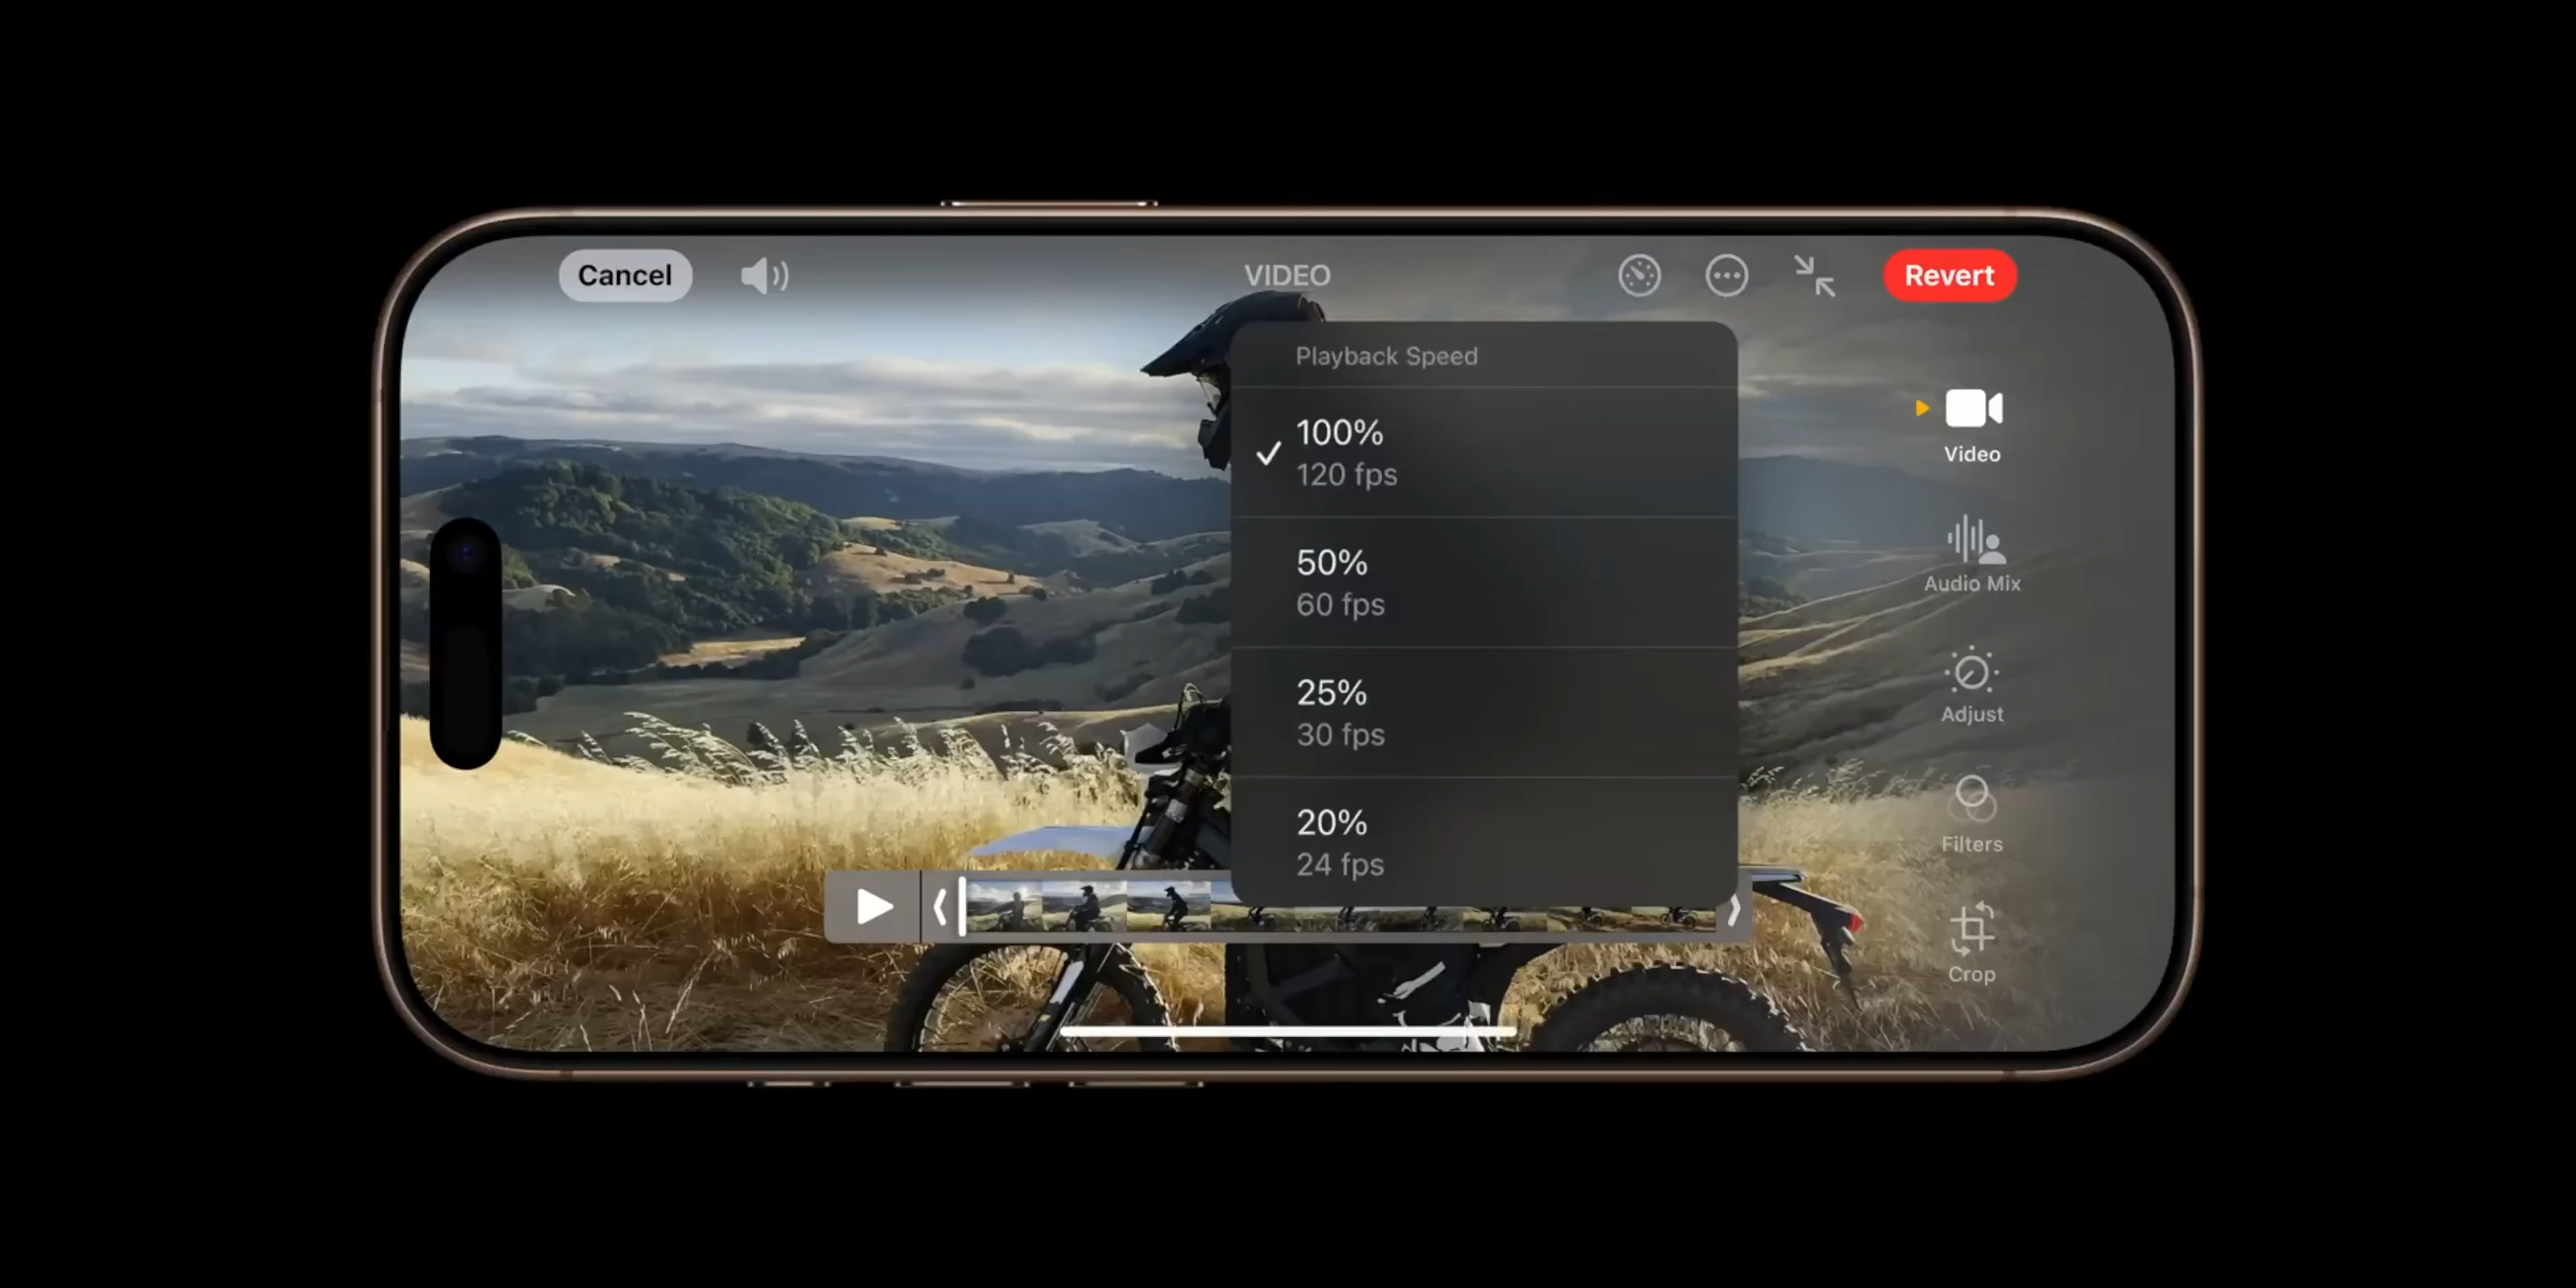 Cancel
VIDEO
Revert
Playback Speed
100%
120 fps
50%
60 fps
25%
30 fps
20%
24 fps
Video
Audio Mix
Adjust
Filters
Crop